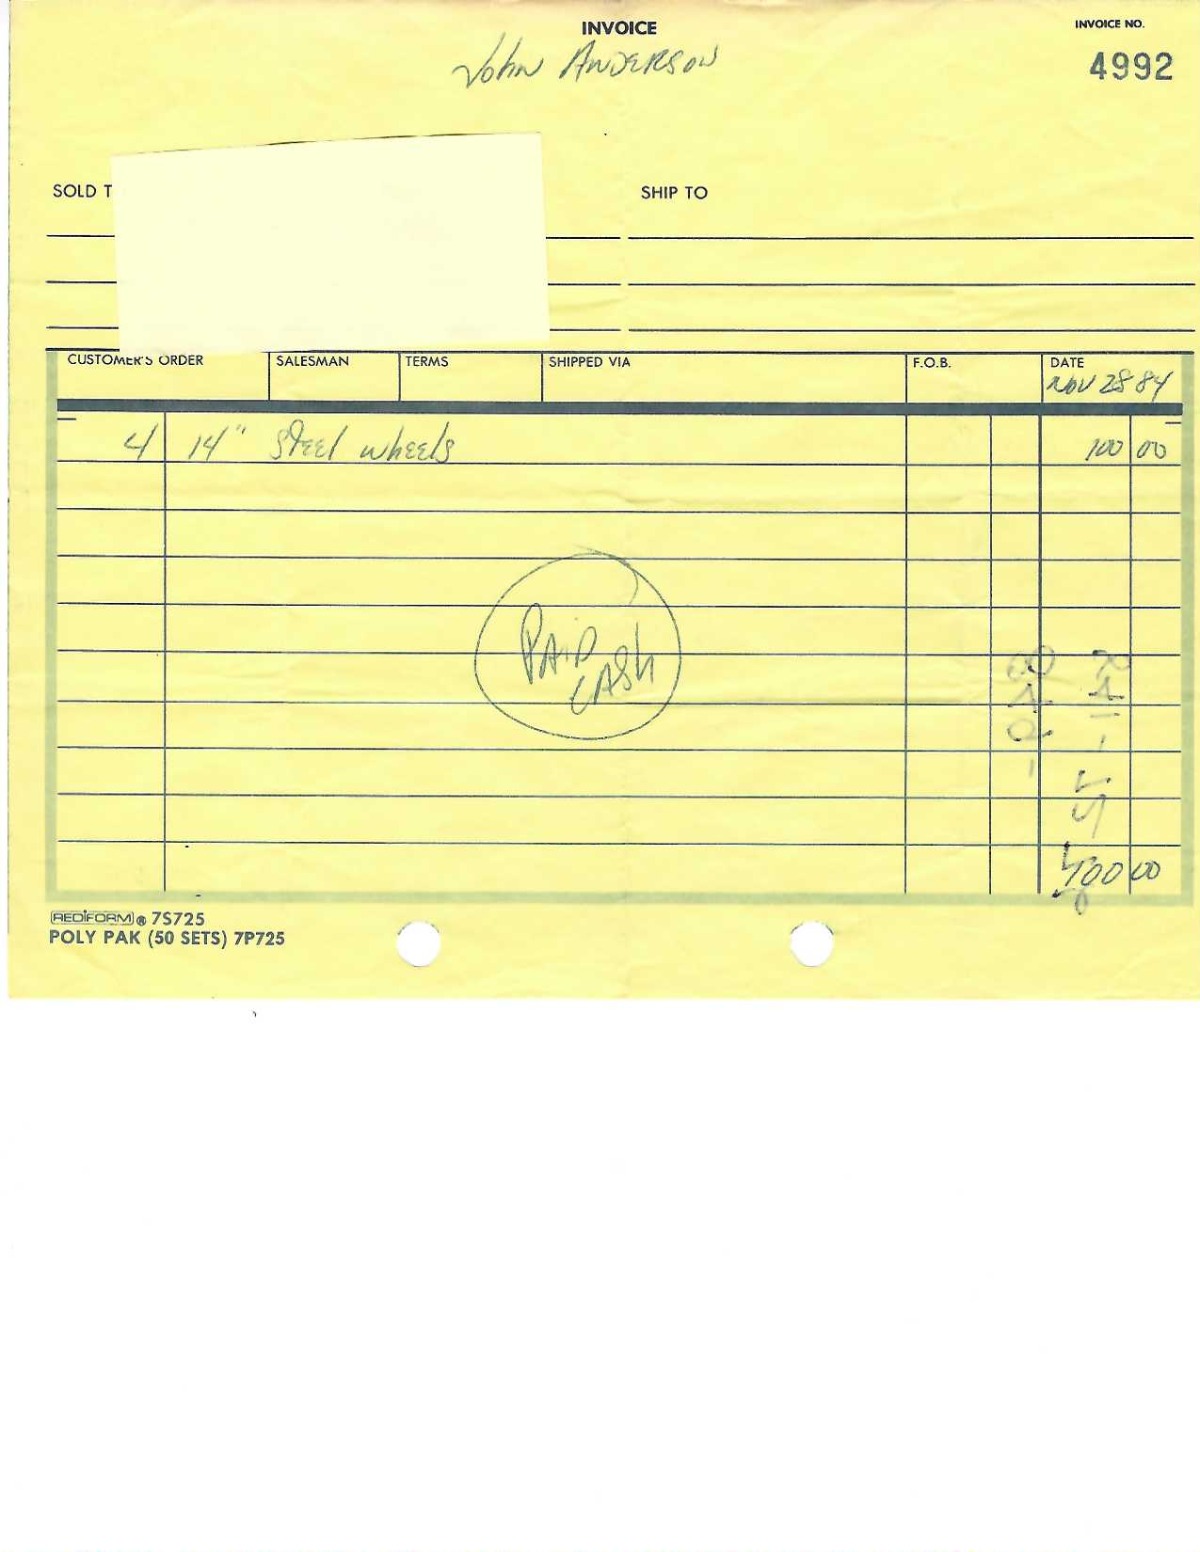 INVOICE
INVOICE NO.
John Anderson
4992
SOLD T
SHIP TO
CUSTOMER'S ORDER
SALESMAN
TERMS
SHIPPED VIA
F.O.B.
DATE
Nov 28 84
4 14" Steel wheels 100 00
PAiD
CASH
00
REDIFORM® 7S725
POLY PAK (50 SETS) 7P725